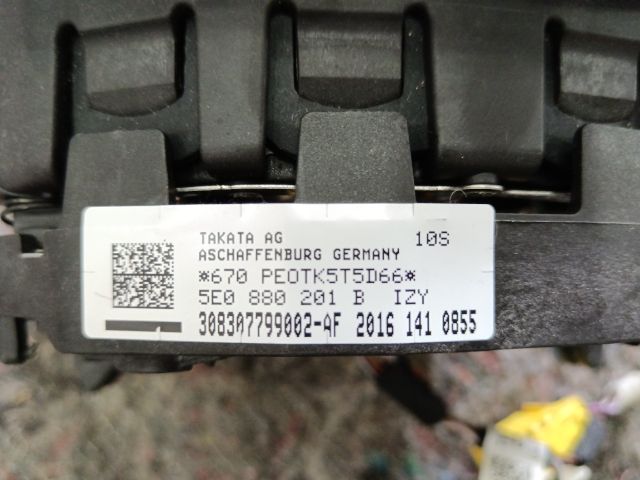 TAKATA AG 10S
ASCHAFFENBURG GERMANY
*670 PEOTK5T5D66*
5E0 880 201 B IZY
308307799002-AF 2016 141 0855